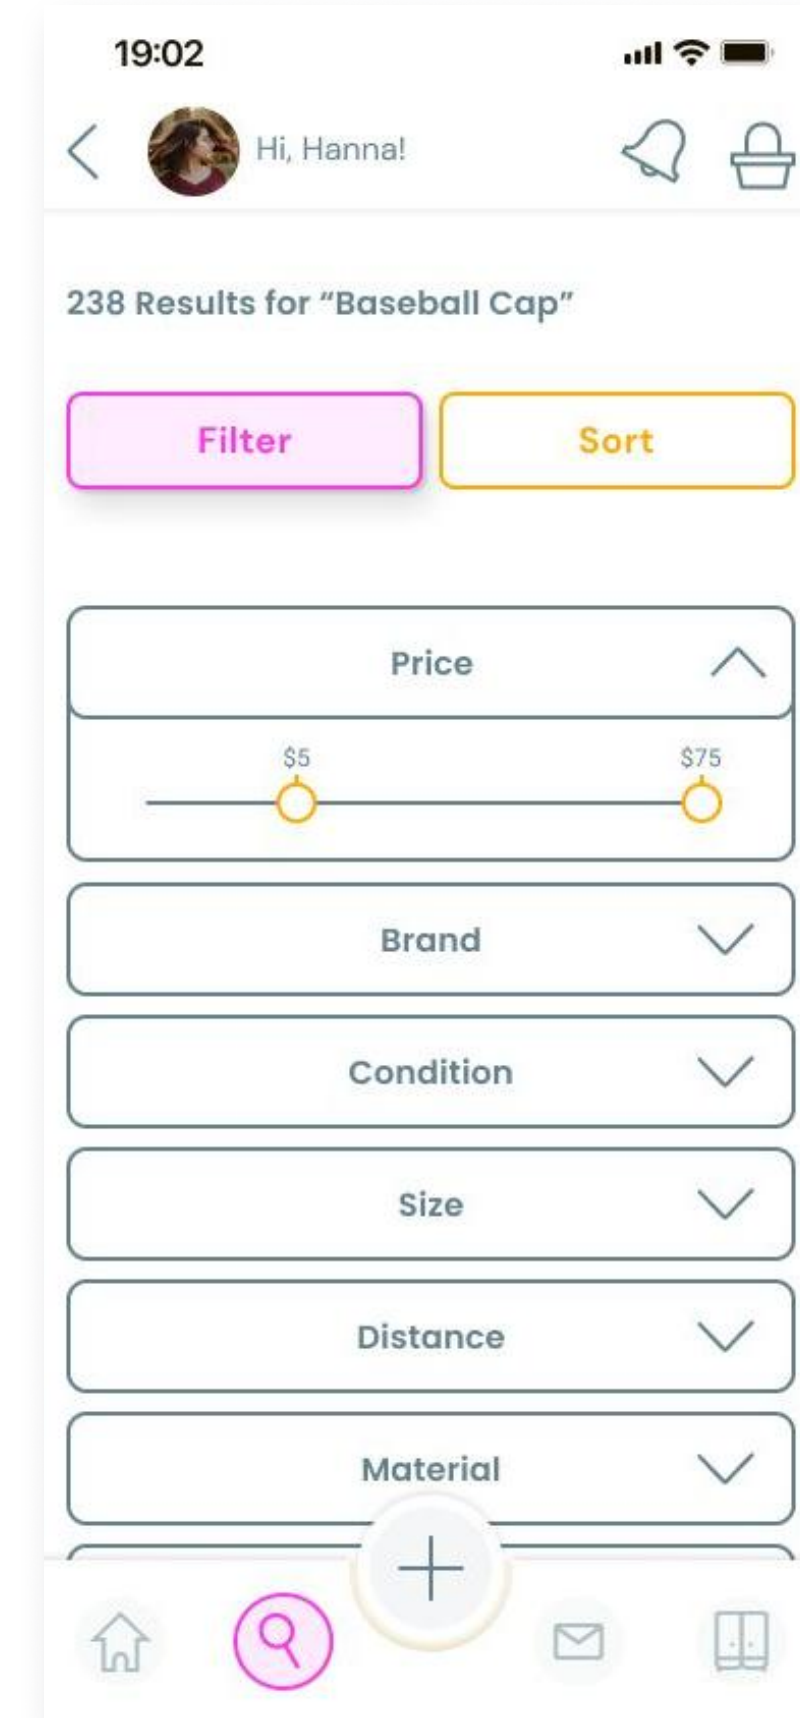 19:02
Hi, Hanna!
238 Results for “Baseball Cap”
Filter
Sort
Price
$5
$75
Brand
Condition
Size
Distance
Material